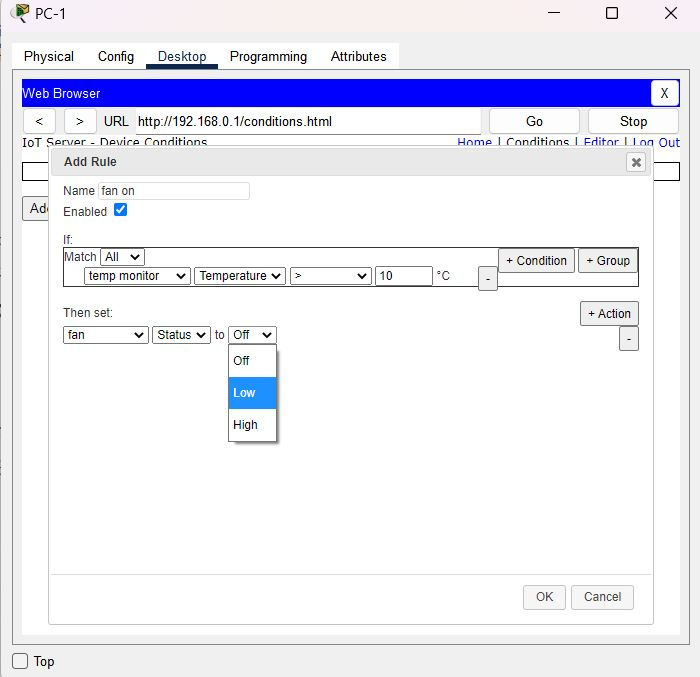 PC-1
Physical Config Desktop Programming Attributes
Web Browser X
< > URL http://192.168.0.1/conditions.html Go Stop
IoT Server - Device Conditions Home | Conditions | Editor | Log Out
Add Rule
Name fan on
Ad
Enabled
If:
Match All + Condition + Group
temp monitor Temperature > 10 °C -
Then set: + Action
fan Status to Off -
Off
Low
High
OK Cancel
Top